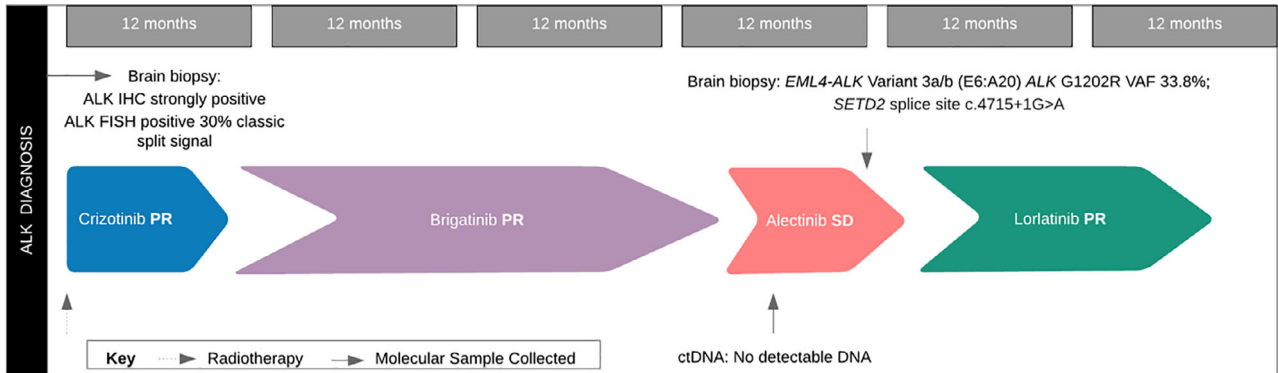 12 months 12 months 12 months 12 months 12 months 12 months
ALK DIAGNOSIS
Brain biopsy:
ALK IHC strongly positive
ALK FISH positive 30% classic
split signal
Brain biopsy: EML4-ALK Variant 3a/b (E6:A20) ALK G1202R VAF 33.8%;
SETD2 splice site c.4715+1G>A
Crizotinib PR
Brigatinib PR
Alectinib SD
Lorlatinib PR
Key Radiotherapy Molecular Sample Collected
ctDNA: No detectable DNA